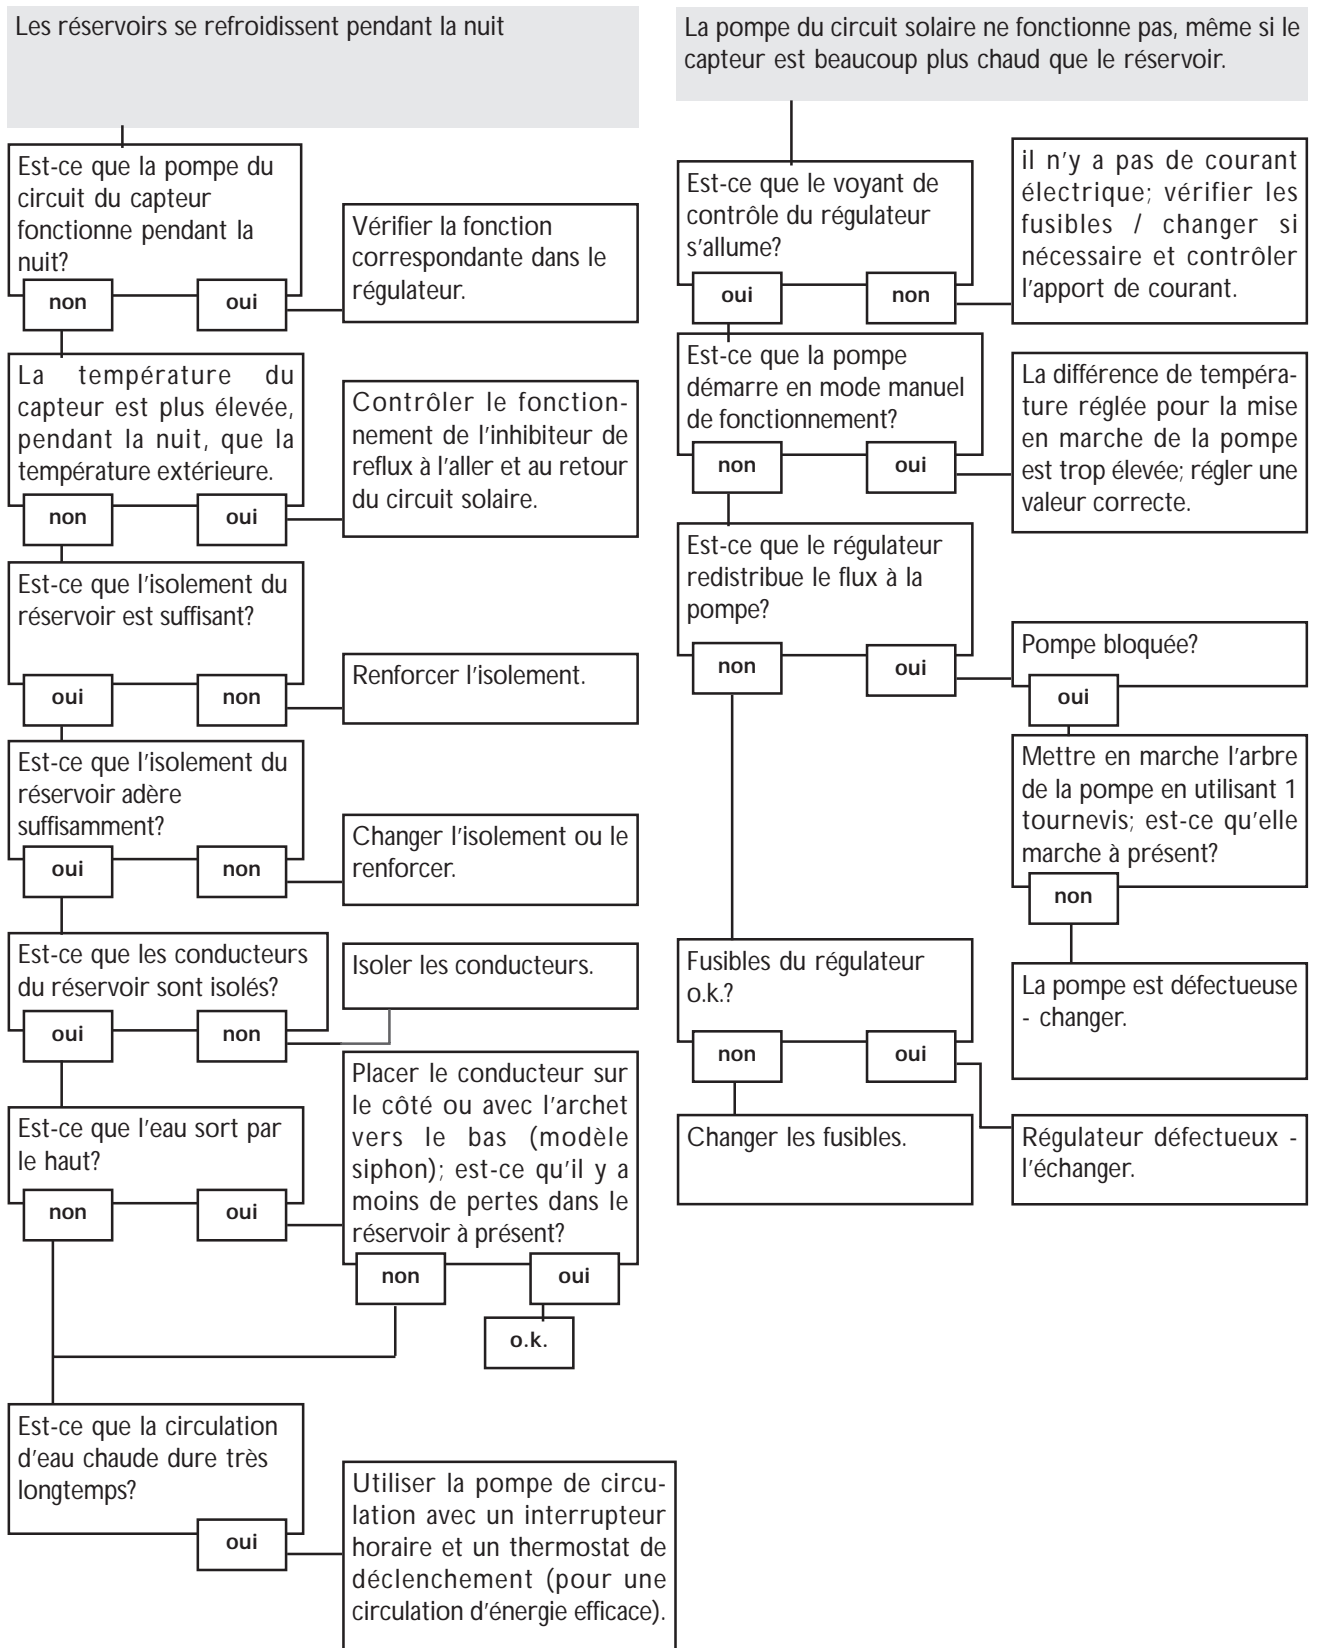 Les réservoirs se refroidissent pendant la nuit
Est-ce que la pompe du
circuit du capteur
fonctionne pendant la
nuit?
non
oui
Vérifier la fonction
correspondante dans le
régulateur.
La température du
capteur est plus élevée,
pendant la nuit, que la
température extérieure.
non
oui
Contrôler le fonction-
nement de l'inhibiteur de
reflux à l'aller et au retour
du circuit solaire.
Est-ce que l'isolement du
réservoir est suffisant?
oui
non
Renforcer l'isolement.
Est-ce que l'isolement du
réservoir adère
suffisamment?
oui
non
Changer l'isolement ou le
renforcer.
Est-ce que les conducteurs
du réservoir sont isolés?
oui
non
Isoler les conducteurs.
Est-ce que l'eau sort par
le haut?
non
oui
Placer le conducteur sur
le côté ou avec l'archet
vers le bas (modèle
siphon); est-ce qu'il y a
moins de pertes dans le
réservoir à présent?
non
oui
o.k.
Est-ce que la circulation
d'eau chaude dure très
longtemps?
oui
Utiliser la pompe de circu-
lation avec un interrupteur
horaire et un thermostat de
déclenchement (pour une
circulation d'énergie efficace).
La pompe du circuit solaire ne fonctionne pas, même si le
capteur est beaucoup plus chaud que le réservoir.
Est-ce que le voyant de
contrôle du régulateur
s'allume?
oui
non
il n'y a pas de courant
électrique; vérifier les
fusibles / changer si
nécessaire et contrôler
l'apport de courant.
Est-ce que la pompe
démarre en mode manuel
de fonctionnement?
non
oui
La différence de températu-
ture réglée pour la mise
en marche de la pompe
est trop élevée; régler une
valeur correcte.
Est-ce que le régulateur
redistribue le flux à la
pompe?
non
oui
Pompe bloquée?
oui
Mettre en marche l'arbre
de la pompe en utilisant 1
tournevis; est-ce qu'elle
marche à présent?
non
La pompe est défectueuse
- changer.
Fusibles du régulateur
o.k.?
non
oui
Changer les fusibles.
Régulateur défectueux -
l'échanger.